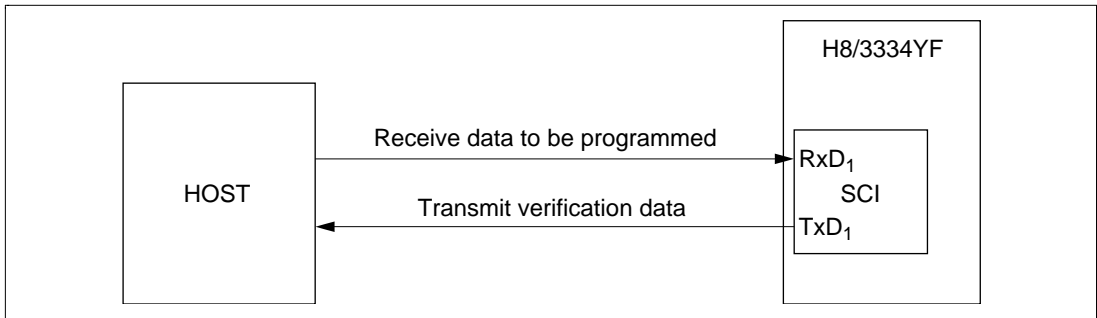 H8/3334YF
Receive data to be programmed
RxD₁
HOST
SCI
Transmit verification data
TxD₁